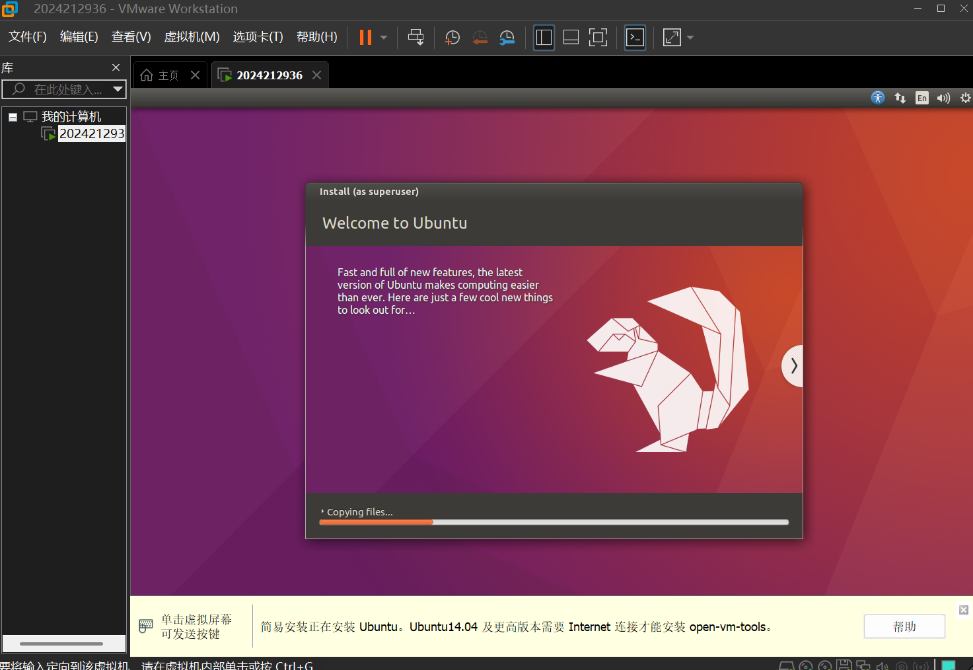 2024212936 - VMware Workstation
文件(F) 编辑(E) 查看(V) 虚拟机(M) 选项卡(T) 帮助(H)
库
主页
2024212936
在此处键入...
En
我的计算机
202421293
Install (as superuser)
Welcome to Ubuntu
Fast and full of new features, the latest
version of Ubuntu makes computing easier
than ever. Here are just a few cool new things
to look out for...
Copying files...
单击虚拟屏幕
可发送按键
简易安装正在安装 Ubuntu。Ubuntu14.04 及更高版本需要 Internet 连接才能安装 open-vm-tools。
帮助
要将输入定向到该虚拟机，请在虚拟机内部单击或按 Ctrl+G